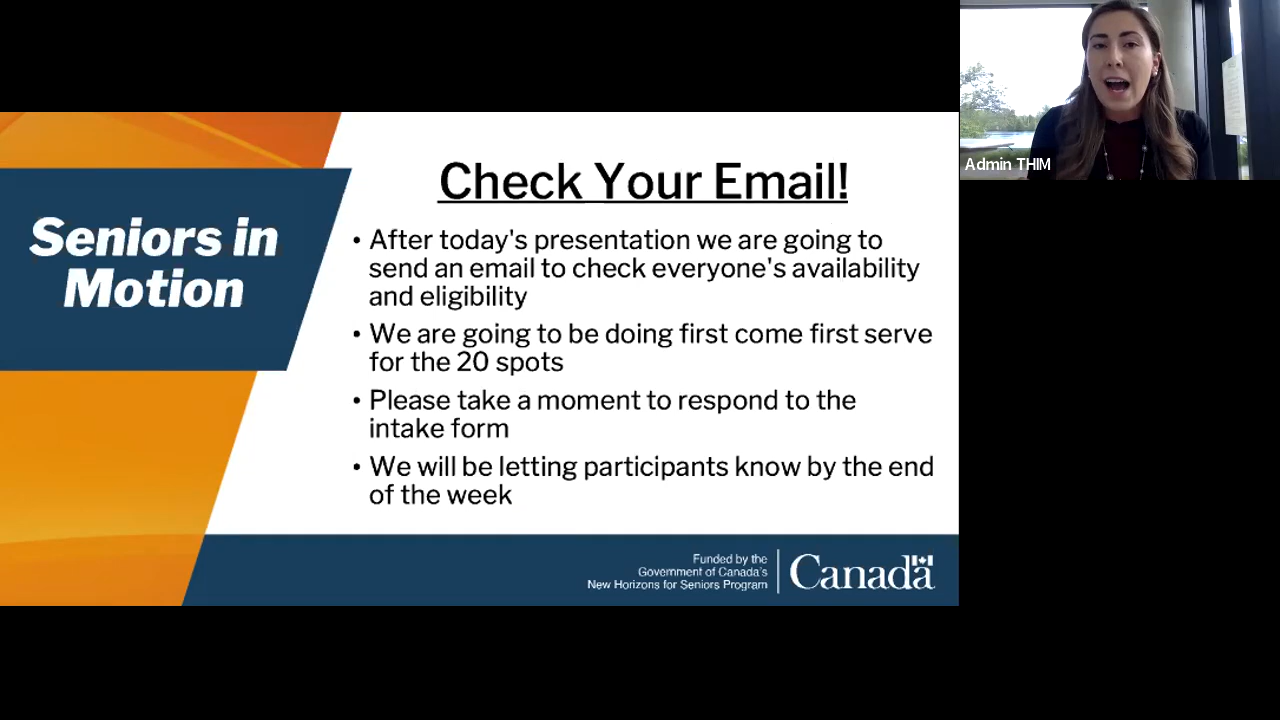 Admin THIM
Seniors in
Motion
Check Your Email!
• After today's presentation we are going to
send an email to check everyone's availability
and eligibility
• We are going to be doing first come first serve
for the 20 spots
• Please take a moment to respond to the
intake form
• We will be letting participants know by the end
of the week
Funded by the
Government of Canada's
New Horizons for Seniors Program
Canada